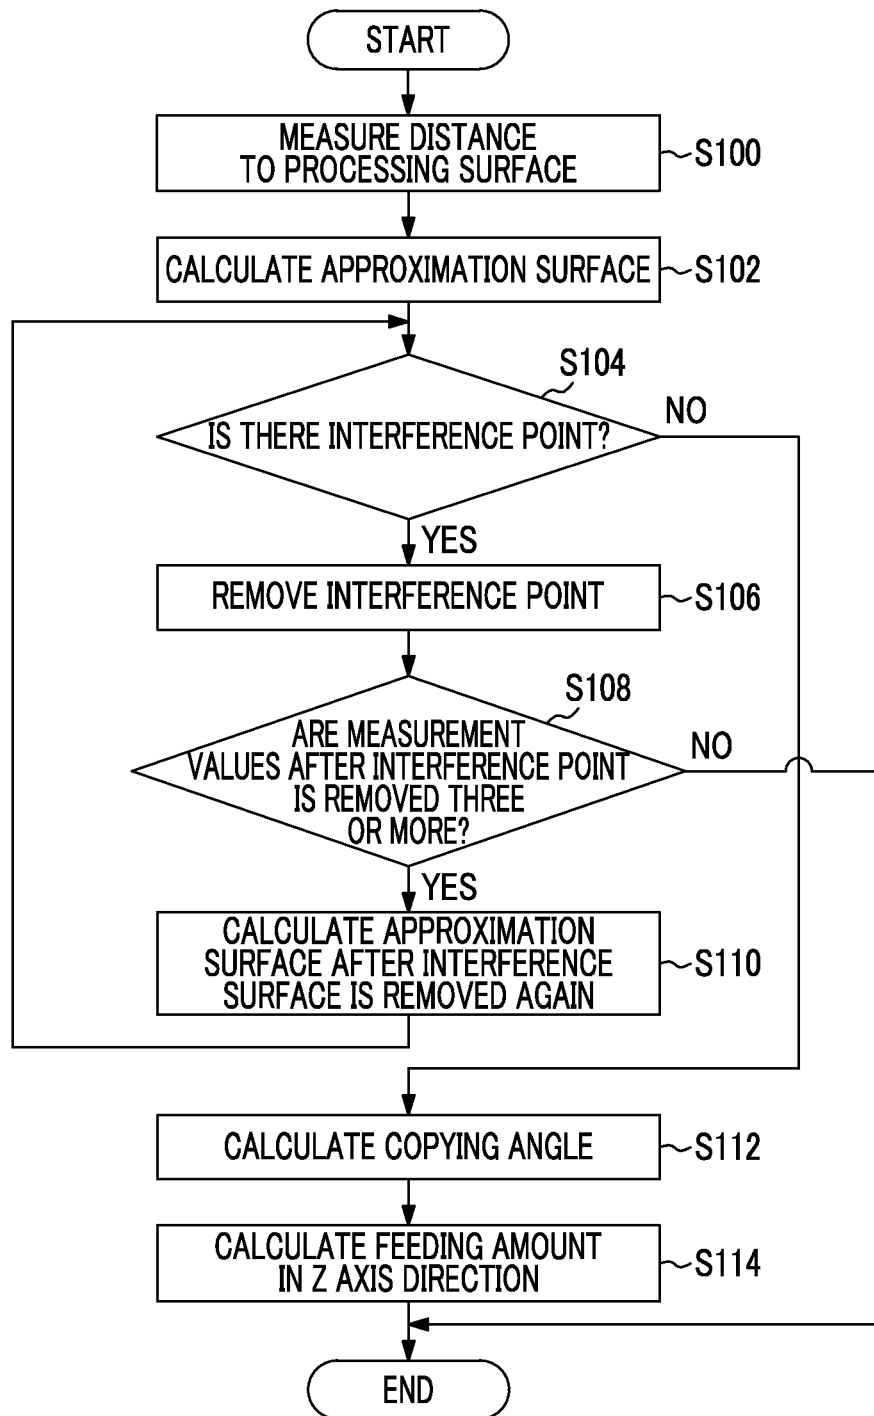 START
MEASURE DISTANCE
TO PROCESSING SURFACE
S100
CALCULATE APPROXIMATION SURFACE
S102
S104
IS THERE INTERFERENCE POINT?
NO
YES
REMOVE INTERFERENCE POINT
S106
S108
ARE MEASUREMENT
VALUES AFTER INTERFERENCE POINT
IS REMOVED THREE
OR MORE?
NO
YES
CALCULATE APPROXIMATION
SURFACE AFTER INTERFERENCE
SURFACE IS REMOVED AGAIN
S110
CALCULATE COPYING ANGLE
S112
CALCULATE FEEDING AMOUNT
IN Z AXIS DIRECTION
S114
END